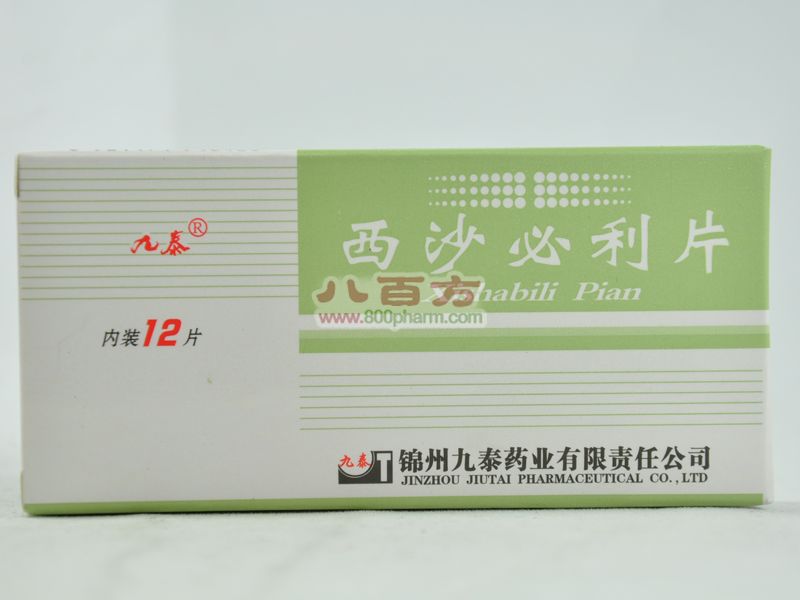 九泰®
内装12片
西沙必利片
Xishabili Pian
八百方
www.800pharm.com
九泰 JT
锦州九泰药业有限责任公司
JINZHOU JIUTAI PHARMACEUTICAL CO.,LTD